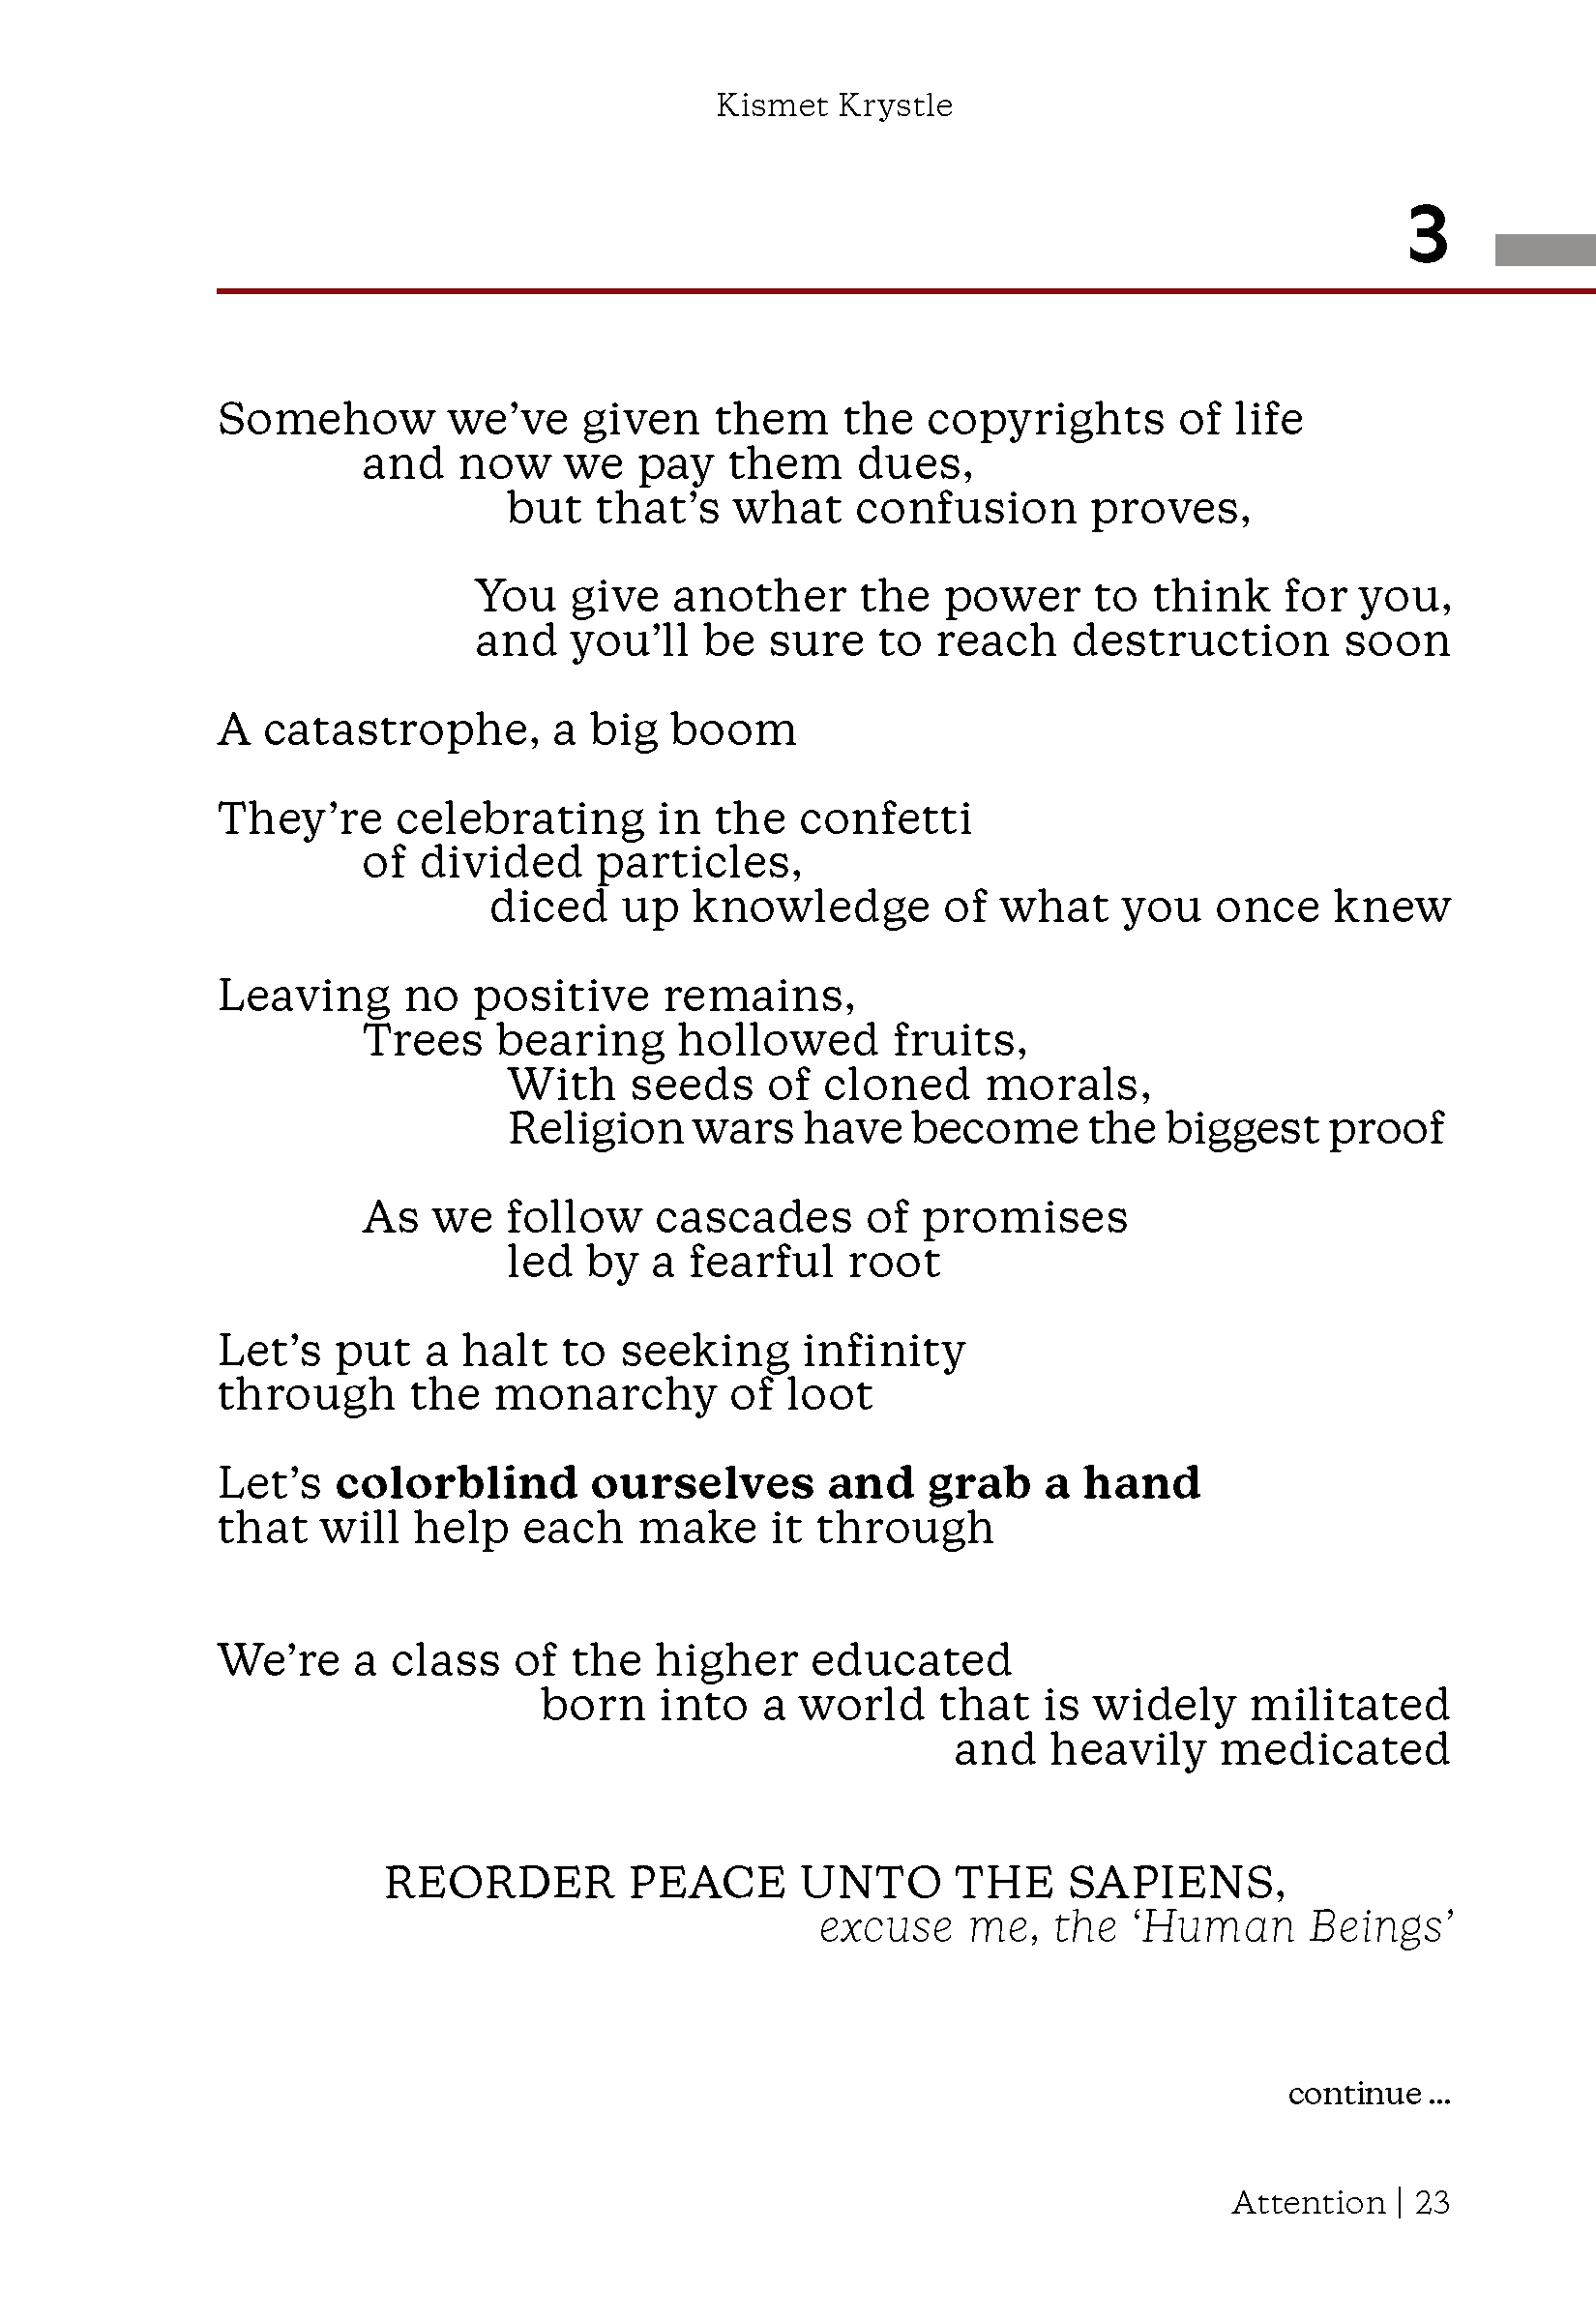 Kismet Krystle
3
Somehow we’ve given them the copyrights of life
and now we pay them dues,
but that’s what confusion proves,
You give another the power to think for you,
and you’ll be sure to reach destruction soon
A catastrophe, a big boom
They’re celebrating in the confetti
of divided particles,
diced up knowledge of what you once knew
Leaving no positive remains,
Trees bearing hollowed fruits,
With seeds of cloned morals,
Religion wars have become the biggest proof
As we follow cascades of promises
led by a fearful root
Let’s put a halt to seeking infinity
through the monarchy of loot
Let’s colorblind ourselves and grab a hand
that will help each make it through
We’re a class of the higher educated
born into a world that is widely militated
and heavily medicated
REORDER PEACE UNTO THE SAPIENS,
excuse me, the ‘Human Beings’
continue ...
Attention | 23